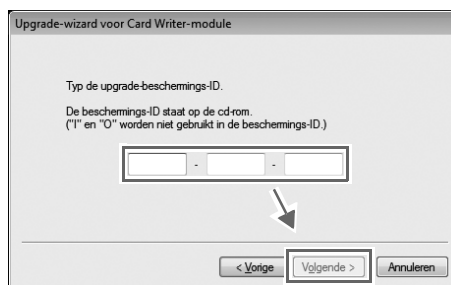 Upgrade-wizard voor Card Writer-module
Typ de upgrade-beschermings-ID.
De beschermings-ID staat op de cd-rom.
("I" en "O" worden niet gebruikt in de beschermings-ID.)
- -
< Vorige Volgende > Annuleren